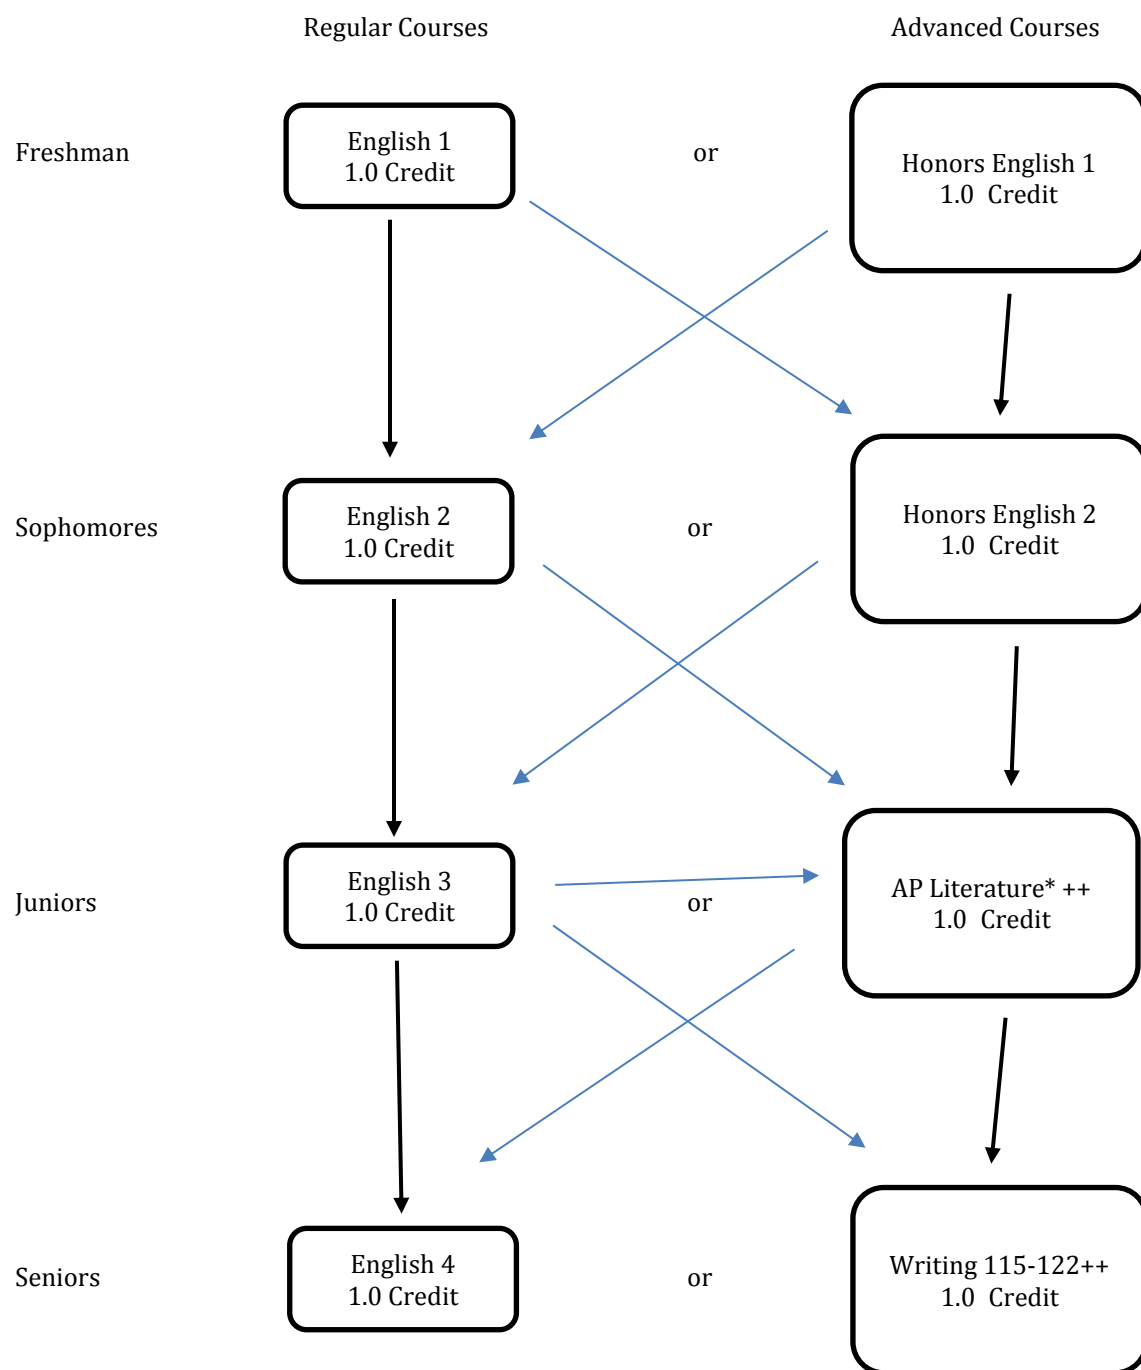 Regular Courses
Advanced Courses
Freshman
English 1
1.0 Credit
or
Honors English 1
1.0  Credit
Sophomores
English 2
1.0 Credit
or
Honors English 2
1.0  Credit
Juniors
English 3
1.0 Credit
or
AP Literature* ++
1.0  Credit
Seniors
English 4
1.0 Credit
or
Writing 115-122++
1.0  Credit